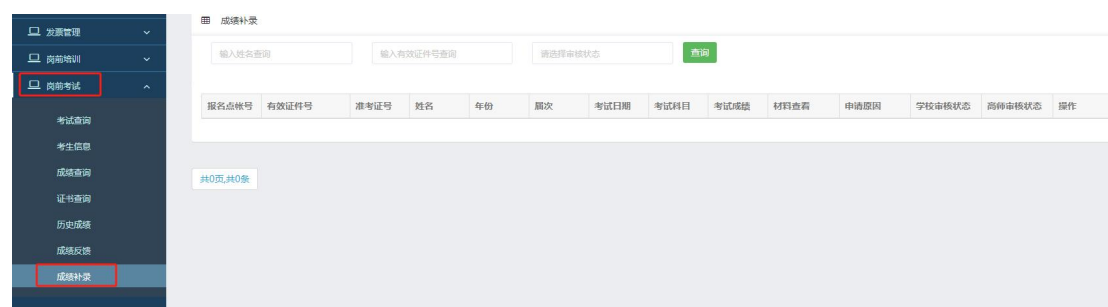 发票管理
岗前培训
岗前考试
考试查询
考生信息
成绩查询
证书查询
历史成绩
成绩反馈
成绩补录
成绩补录
输入姓名查询 输入有效证件号查询 请选择审核状态 查询
报名点帐号 有效证件号 准考证号 姓名 年份 届次 考试日期 考试科目 考试成绩 材料查看 申请原因 学校审核状态 高师审核状态 操作
共0页,共0条